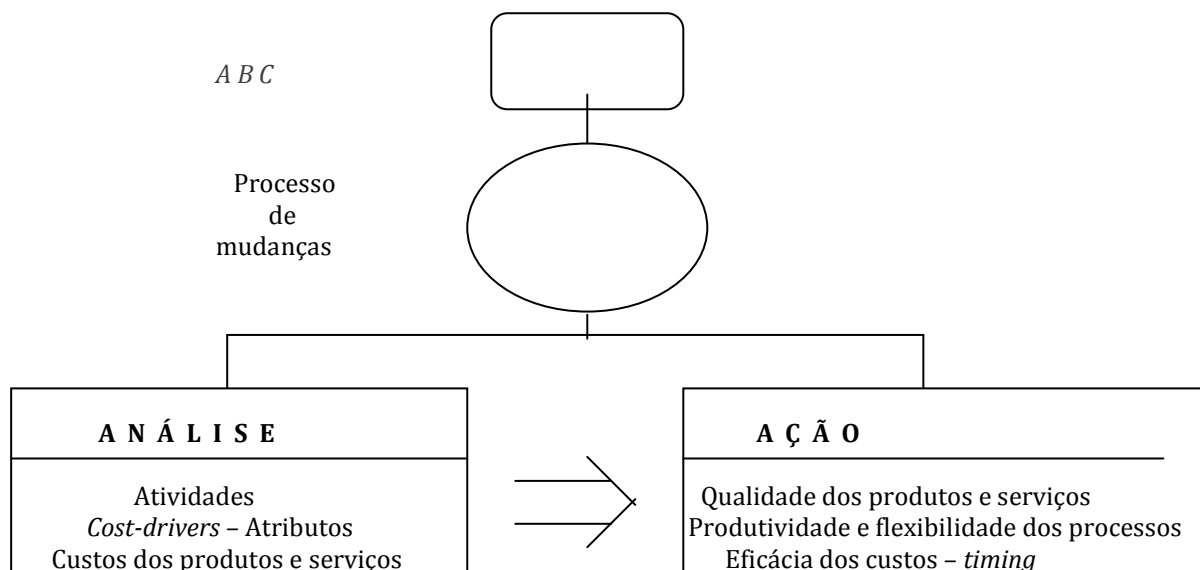 A B C
Processo
de
mudanças
A N Á L I S E
A Ç Ã O
Atividades
Cost-drivers – Atributos
Custos dos produtos e serviços
Qualidade dos produtos e serviços
Produtividade e flexibilidade dos processos
Eficácia dos custos – timing